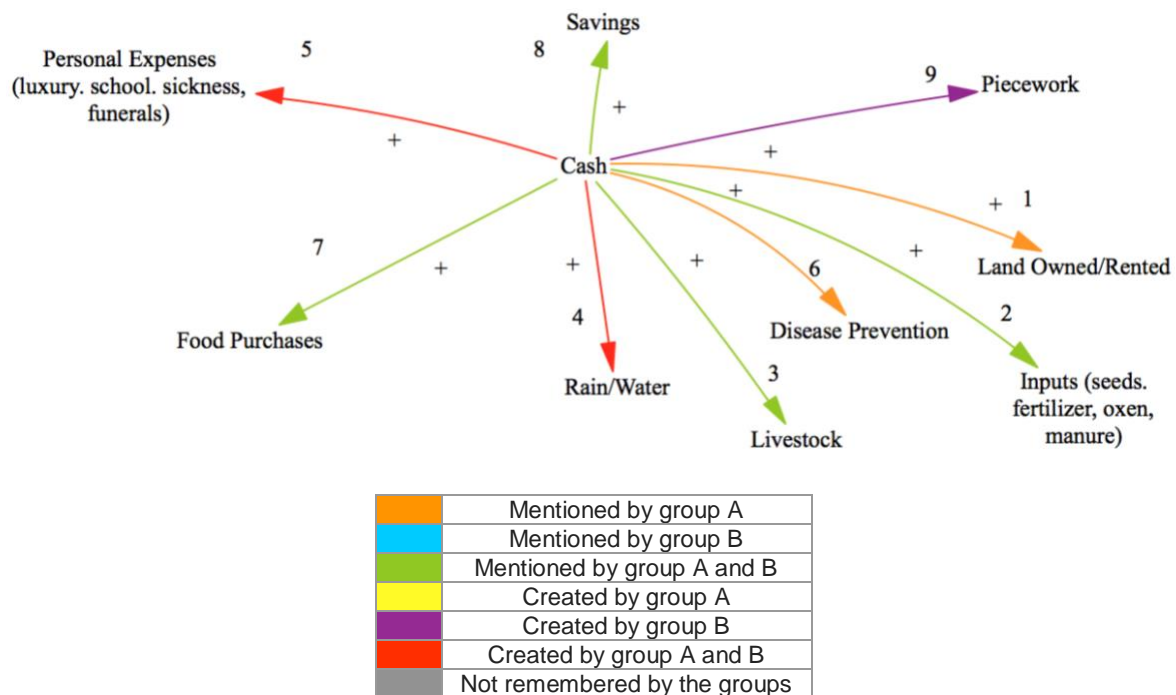 Savings
5
8
Personal Expenses
(luxury. school. sickness,
funerals)
9
Piecework
+
+
Cash
+
+
+
1
7
+
+
+
+
6
Land Owned/Rented
4
2
Disease Prevention
Food Purchases
3
Rain/Water
Inputs (seeds.
fertilizer, oxen,
manure)
Livestock
Mentioned by group A
Mentioned by group B
Mentioned by group A and B
Created by group A
Created by group B
Created by group A and B
Not remembered by the groups